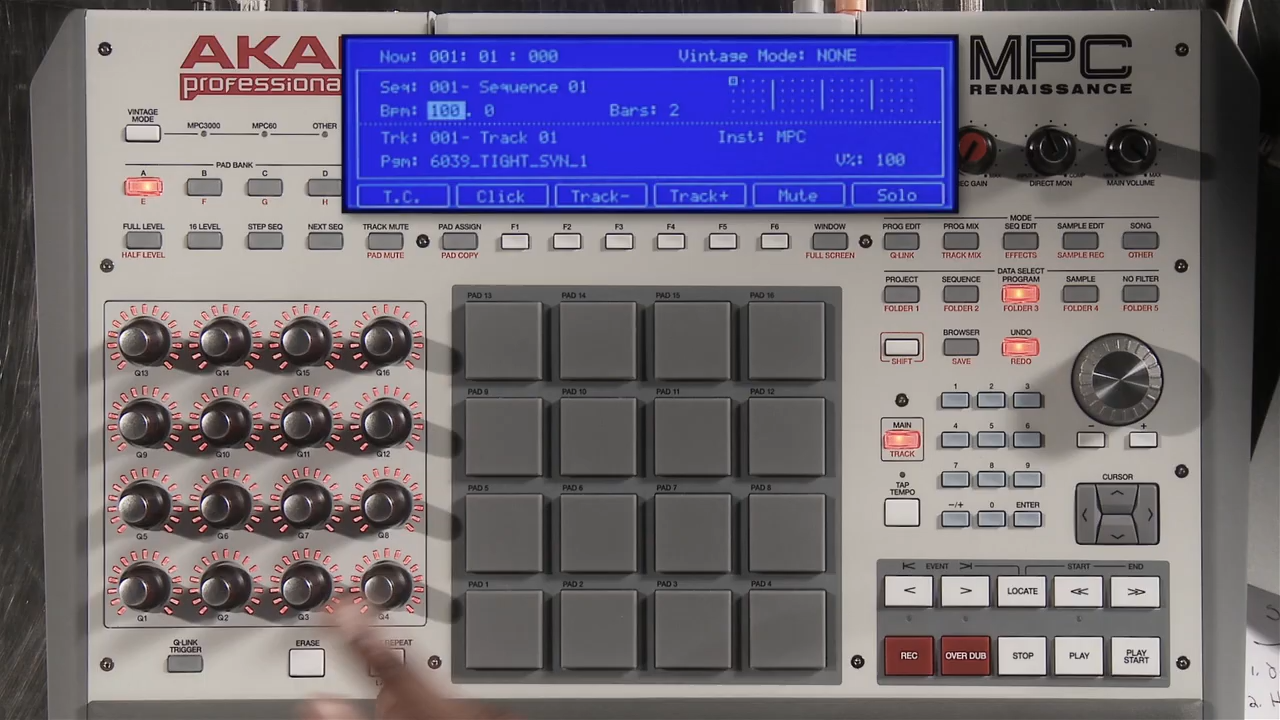 AKAI
professional
MPC
RENAISSANCE
Now: 001: 01 : 000 Vintage Mode: NONE
Seq: 001- Sequence 01
Bpm: 100. 0 Bars: 2
Trk: 001- Track 01 Inst: MPC
Pgm: 6039_TIGHT_SYN_1 V%: 100
T.C. Click Track- Track+ Mute Solo
VINTAGE
MODE
MPC3000 MPC60 OTHER
REC GAIN DIRECT MON MAIN VOLUME
PAD BANK
A B C D
E F G H
FULL LEVEL 16 LEVEL STEP SEQ NEXT SEQ TRACK MUTE PAD ASSIGN F1 F2 F3 F4 F5 F6 WINDOW
HALF LEVEL PAD MUTE PAD COPY FULL SCREEN
MODE
PROG EDIT PROG MIX SEQ EDIT SAMPLE EDIT SONG
Q-LINK TRACK MIX EFFECTS SAMPLE REC OTHER
DATA SELECT
PROJECT SEQUENCE PROGRAM SAMPLE NO FILTER
FOLDER 1 FOLDER 2 FOLDER 3 FOLDER 4 FOLDER 5
BROWSER UNDO
SHIFT SAVE REDO
Q13 Q14 Q15 Q16
Q9 Q10 Q11 Q12
Q5 Q6 Q7 Q8
Q1 Q2 Q3 Q4
PAD 13 PAD 14 PAD 15 PAD 16
PAD 9 PAD 10 PAD 11 PAD 12
PAD 5 PAD 6 PAD 7 PAD 8
PAD 1 PAD 2 PAD 3 PAD 4
1 2 3
4 5 6
7 8 9
-/+ 0 ENTER
MAIN
TRACK
TAP
TEMPO
- +
CURSOR
EVENT START END
< > LOCATE << >>
REC OVER DUB STOP PLAY PLAY
START
Q-LINK
TRIGGER
ERASE
REPEAT
1.
2.